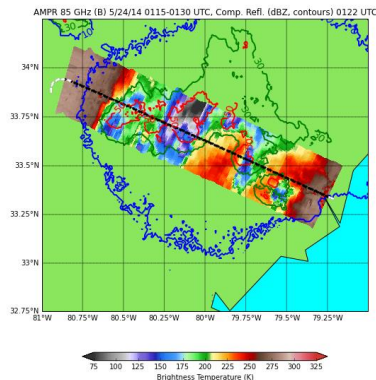 AMPR 85 GHz (B) 5/24/14 0115-0130 UTC, Comp. Refl. (dBZ, contours) 0122 UTC
34°N
33.75°N
33.5°N
33.25°N
33°N
32.75°N
81°W 80.75°W 80.5°W 80.25°W 80°W 79.75°W 79.5°W 79.25°W
75 100 125 150 175 200 225 250 275 300 325
Brightness Temperature (K)